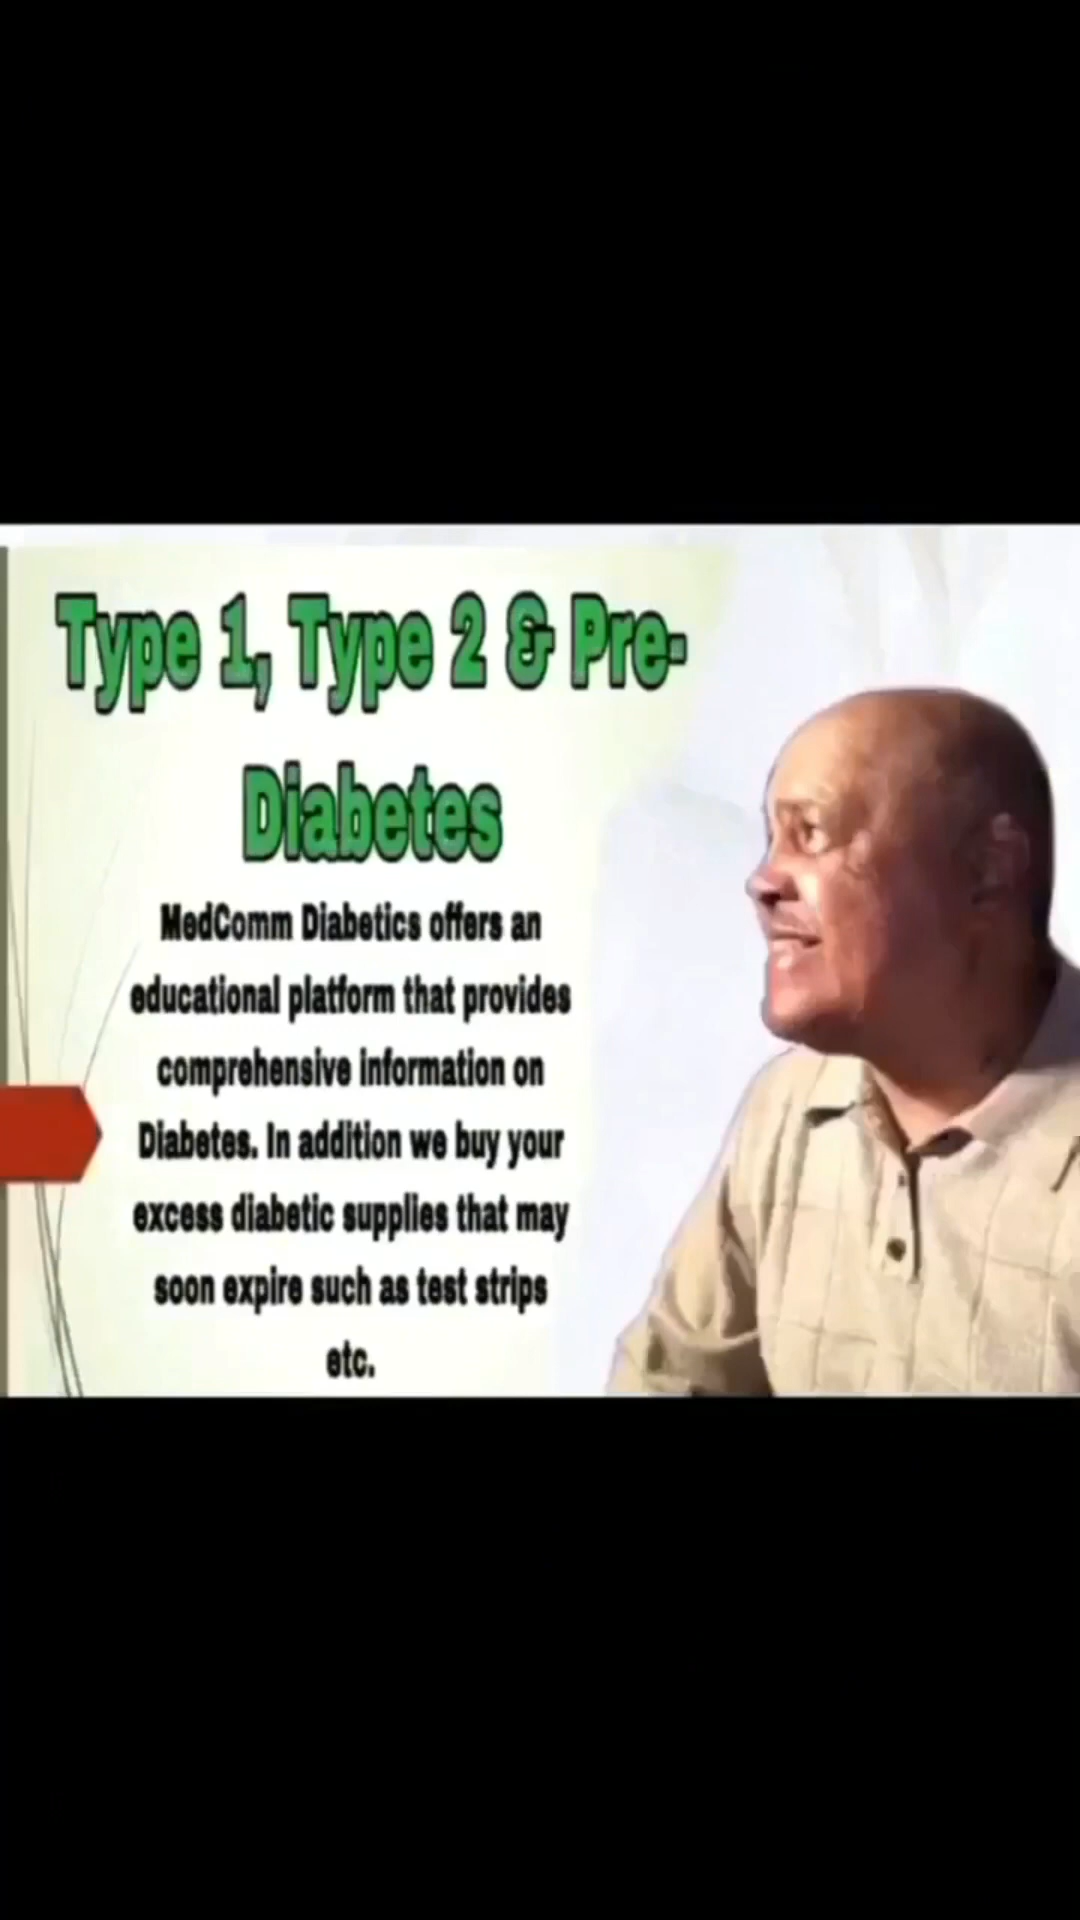 Type 1, Type 2 & Pre-
Diabetes
MedComm Diabetics offers an
educational platform that provides
comprehensive information on
Diabetes. In addition we buy your
excess diabetic supplies that may
soon expire such as test strips
etc.